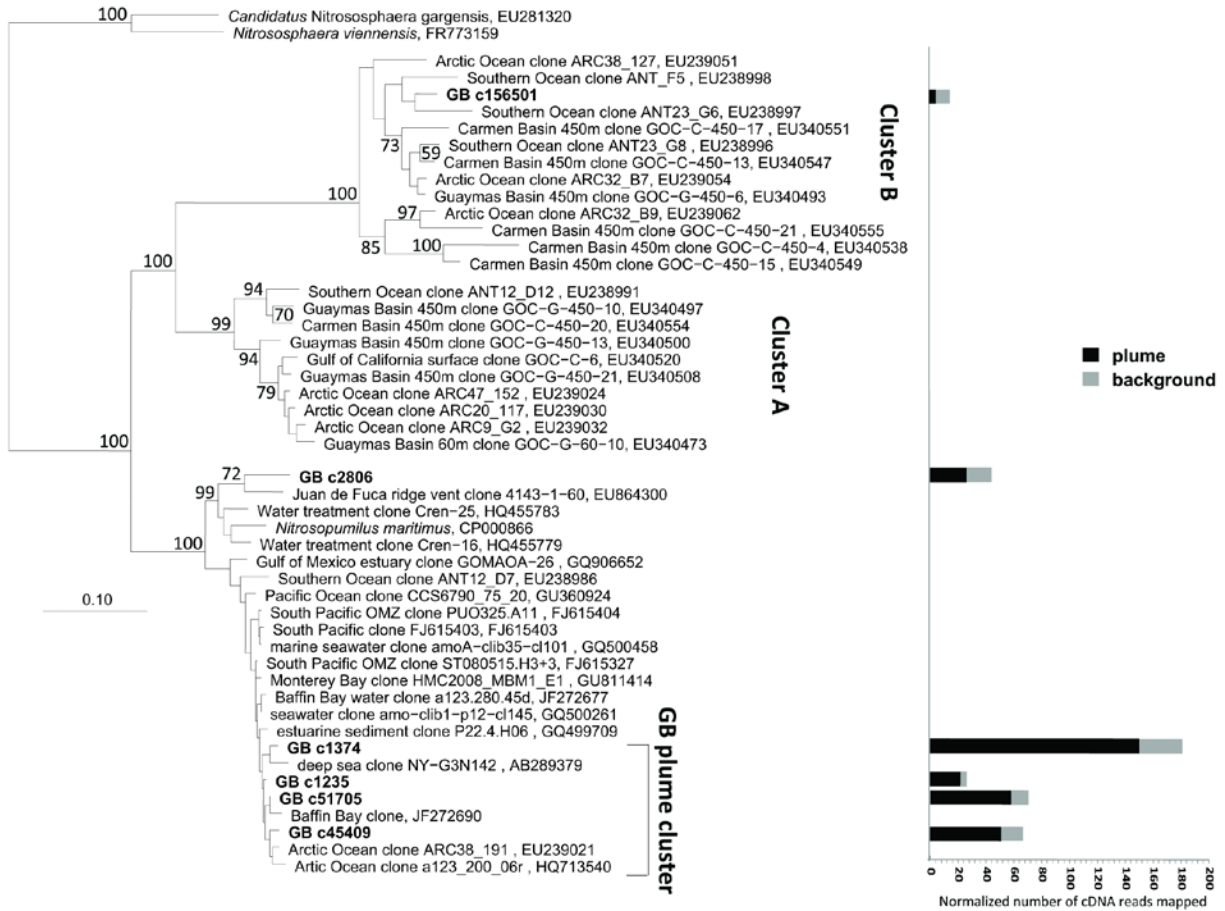 100
Candidatus Nitrososphaera gargensis, EU281320
Nitrososphaera viennensis, FR773159
Arctic Ocean clone ARC38_127, EU239051
Southern Ocean clone ANT_F5 , EU238998
GB c156501
Southern Ocean clone ANT23_G6, EU238997
Carmen Basin 450m clone GOC-C-450-17 , EU340551
73
Southern Ocean clone ANT23_G8 , EU238996
59
Carmen Basin 450m clone GOC-C-450-13, EU340547
Arctic Ocean clone ARC32_B7, EU239054
Guaymas Basin 450m clone GOC-G-450-6, EU340493
100
97
Arctic Ocean clone ARC32_B9, EU239062
Carmen Basin 450m clone GOC-C-450-21 , EU340555
85
100
Carmen Basin 450m clone GOC-C-450-4, EU340538
Carmen Basin 450m clone GOC-C-450-15 , EU340549
Cluster B
100
94
Southern Ocean clone ANT12_D12 , EU238991
Guaymas Basin 450m clone GOC-G-450-10, EU340497
70
Carmen Basin 450m clone GOC-C-450-20, EU340554
99
Guaymas Basin 450m clone GOC-G-450-13, EU340500
94
Gulf of California surface clone GOC-C-6, EU340520
Guaymas Basin 450m clone GOC-G-450-21, EU340508
79
Arctic Ocean clone ARC47_152, EU239024
Arctic Ocean clone ARC20_117, EU239030
Arctic Ocean clone ARC9_G2, EU239032
Guaymas Basin 60m clone GOC-G-60-10, EU340473
Cluster A
plume
background
100
72
GB c2806
99
Juan de Fuca ridge vent clone 4143-1-60, EU864300
Water treatment clone Cren-25, HQ455783
Nitrosopumilus maritimus, CP000866
100
Water treatment clone Cren-16, HQ455779
Gulf of Mexico estuary clone GOMAOA-26 , GQ906652
Southern Ocean clone ANT12_D7, EU238986
Pacific Ocean clone CCS6790_75_20, GU360924
0.10
South Pacific OMZ clone PUO325.A11 , FJ615404
South Pacific clone FJ615403, FJ615403
marine seawater clone amoA-clib35-cl101 , GQ500458
South Pacific OMZ clone ST080515.H3+3, FJ615327
Monterey Bay clone HMC2008_MBM1_E1 , GU811414
Baffin Bay water clone a123.280.45d, JF272677
seawater clone amo-clib1-p12-cl145, GQ500261
estuarine sediment clone P22.4.H06 , GQ499709
GB c1374
deep sea clone NY-G3N142 , AB289379
GB c1235
GB c51705
Baffin Bay clone, JF272690
GB c45409
Arctic Ocean clone ARC38_191, EU239021
Artic Ocean clone a123_200_06r , HQ713540
GB plume cluster
0 20 40 60 80 100 120 140 160 180 200
Normalized number of cDNA reads mapped